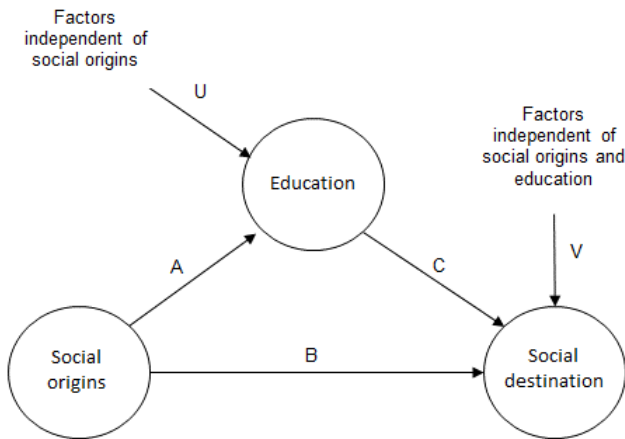 Factors
independent of
social origins
U
Factors
independent of
social origins and
education
Education
A
C
V
Social
origins
B
Social
destination